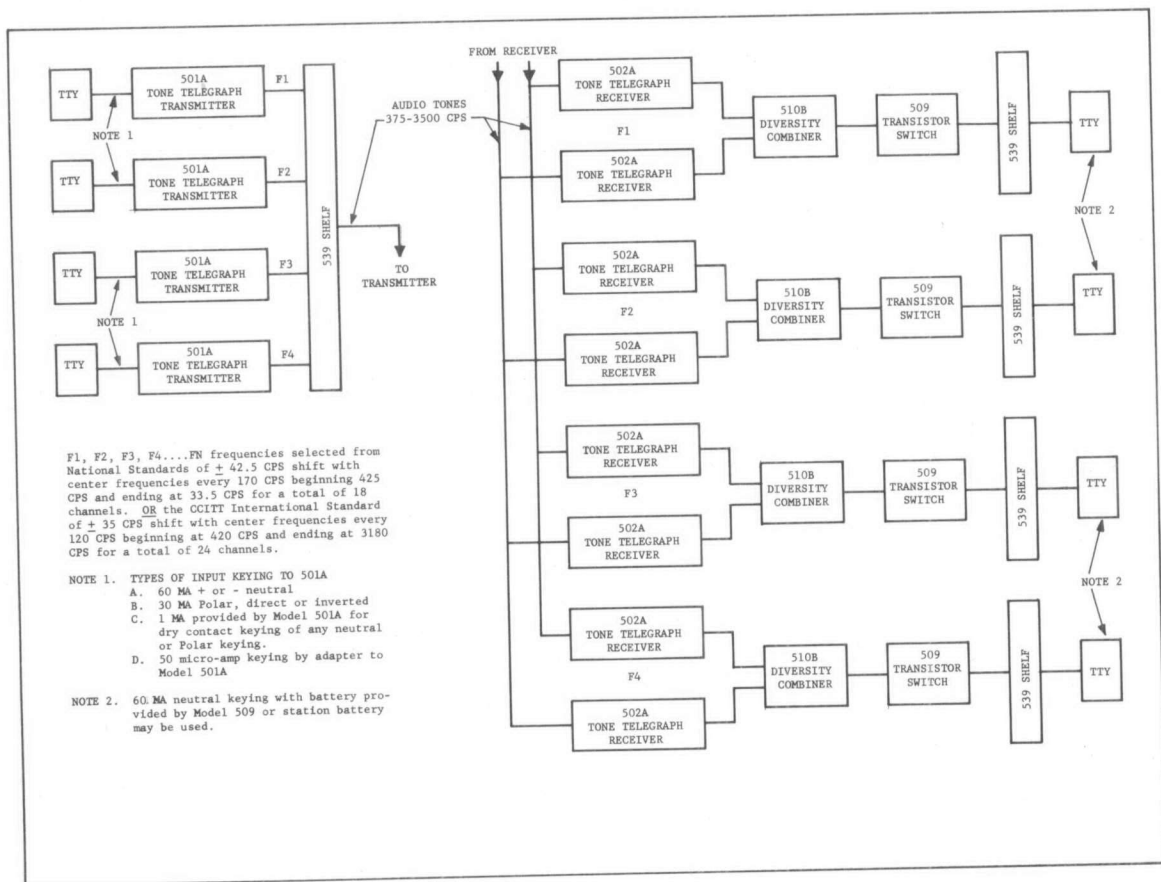 TTY
501A
TONE TELEGRAPH
TRANSMITTER
F1
NOTE 1
TTY
501A
TONE TELEGRAPH
TRANSMITTER
F2
TTY
501A
TONE TELEGRAPH
TRANSMITTER
F3
NOTE 1
TTY
501A
TONE TELEGRAPH
TRANSMITTER
F4
539 SHELF
AUDIO TONES
375-3500 CPS
TO
TRANSMITTER
FROM RECEIVER
502A
TONE TELEGRAPH
RECEIVER
F1
502A
TONE TELEGRAPH
RECEIVER
510B
DIVERSITY
COMBINER
509
TRANSISTOR
SWITCH
539 SHELF
TTY
NOTE 2
502A
TONE TELEGRAPH
RECEIVER
F2
502A
TONE TELEGRAPH
RECEIVER
510B
DIVERSITY
COMBINER
509
TRANSISTOR
SWITCH
539 SHELF
TTY
502A
TONE TELEGRAPH
RECEIVER
F3
502A
TONE TELEGRAPH
RECEIVER
510B
DIVERSITY
COMBINER
509
TRANSISTOR
SWITCH
539 SHELF
TTY
NOTE 2
502A
TONE TELEGRAPH
RECEIVER
F4
502A
TONE TELEGRAPH
RECEIVER
510B
DIVERSITY
COMBINER
509
TRANSISTOR
SWITCH
539 SHELF
TTY
F1, F2, F3, F4....FN frequencies selected from
National Standards of ± 42.5 CPS shift with
center frequencies every 170 CPS beginning 425
CPS and ending at 33.5 CPS for a total of 18
channels. OR the CCITT International Standard
of ± 35 CPS shift with center frequencies every
120 CPS beginning at 420 CPS and ending at 3180
CPS for a total of 24 channels.
NOTE 1. TYPES OF INPUT KEYING TO 501A
A. 60 MA + or - neutral
B. 30 MA Polar, direct or inverted
C. 1 MA provided by Model 501A for
dry contact keying of any neutral
or Polar keying.
D. 50 micro-amp keying by adapter to
Model 501A
NOTE 2. 60 MA neutral keying with battery pro-
vided by Model 509 or station battery
may be used.